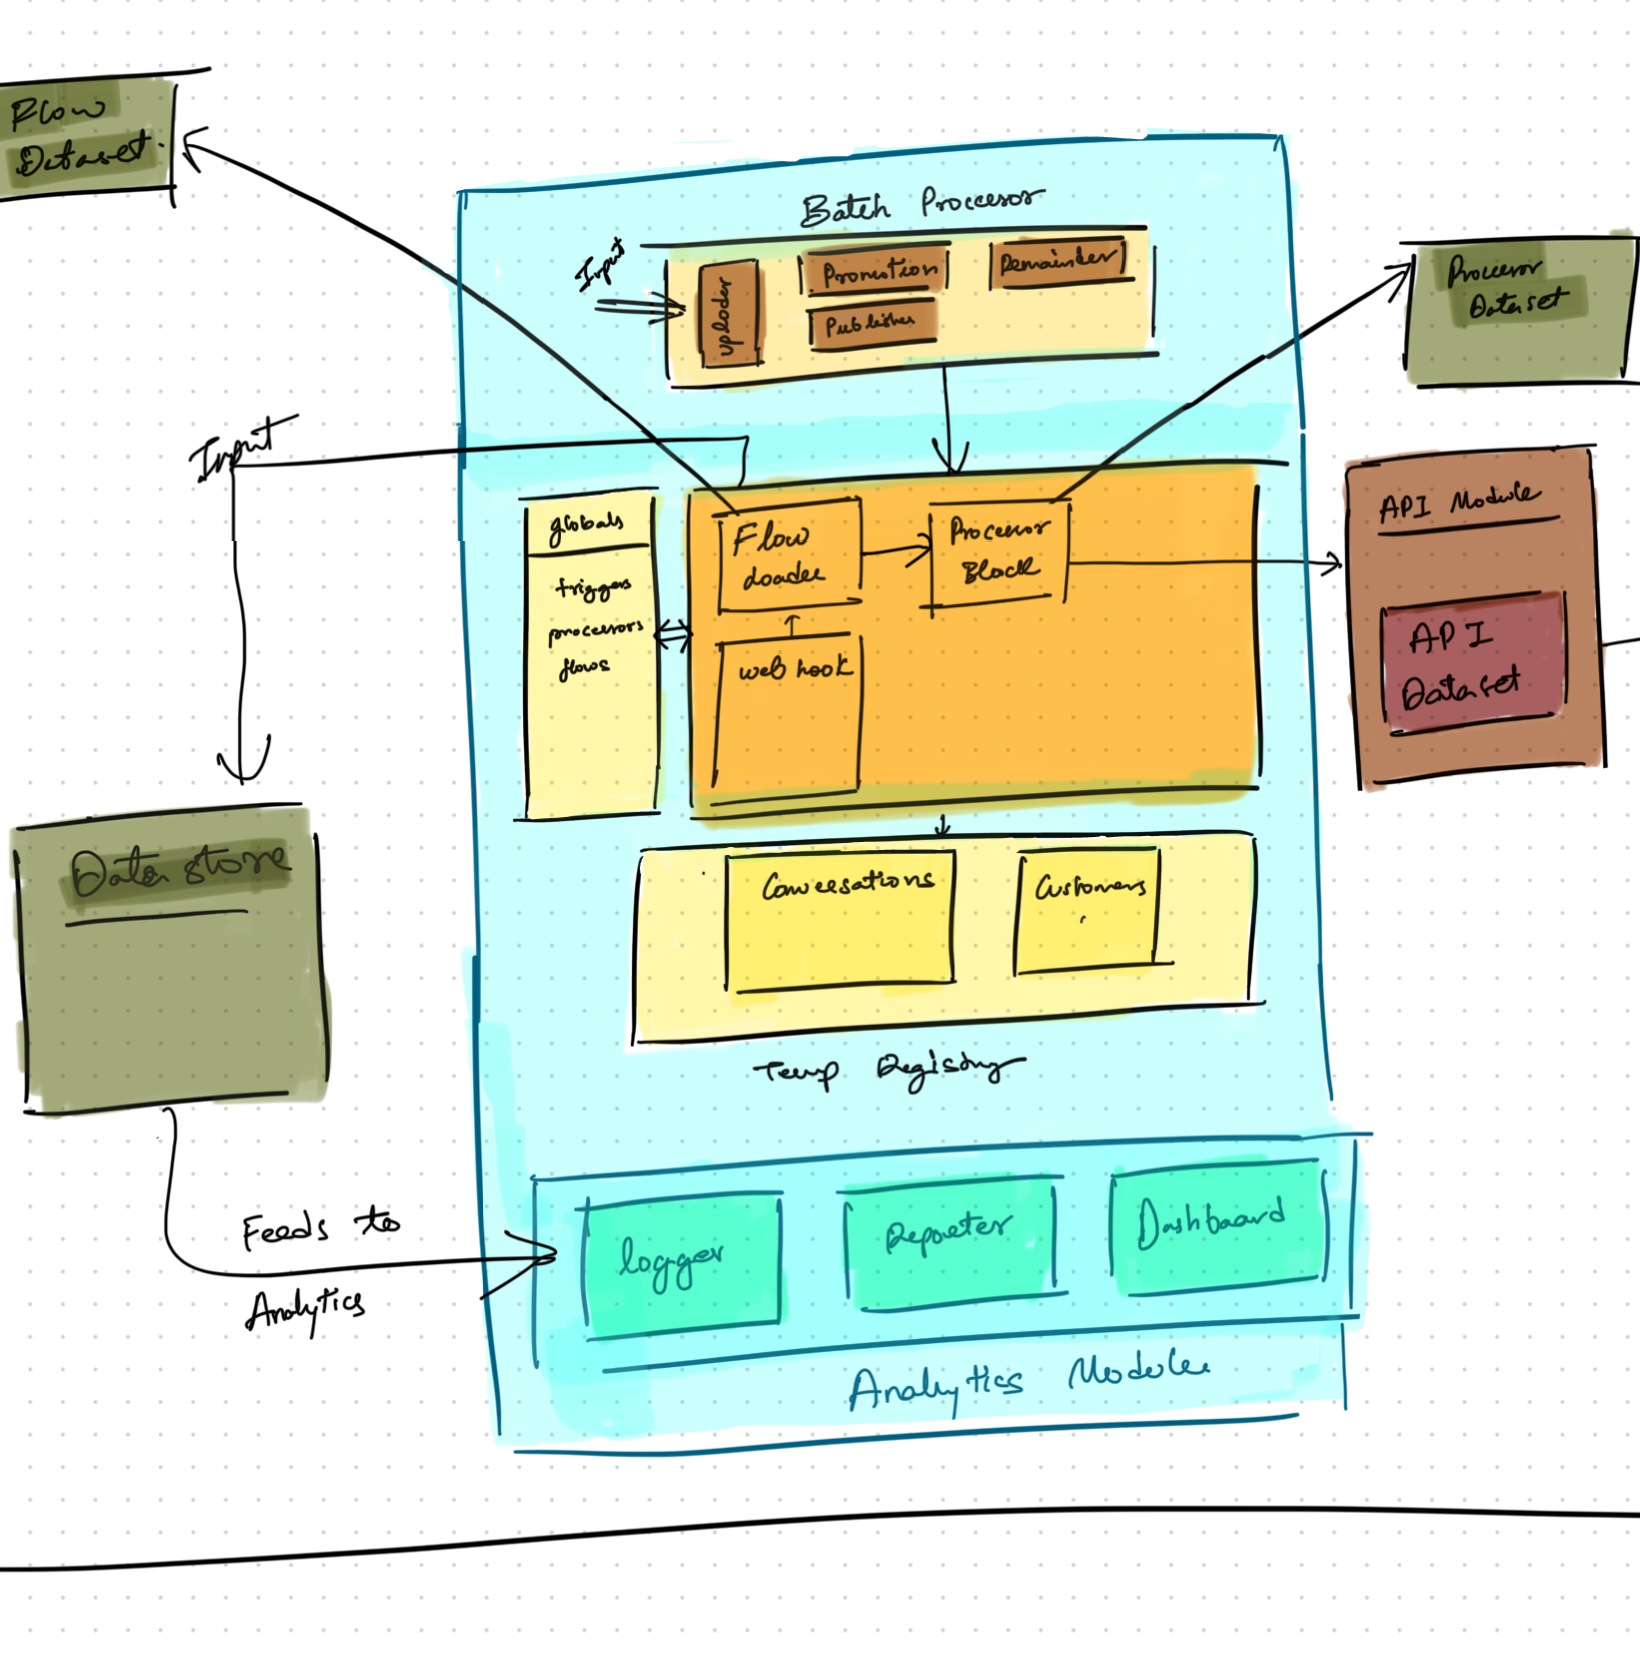 Flow
Dataset.
Batch Processor
Input
uploader
Promotion
Remainder
Publisher
Processor
Dataset
Input
globals
triggers
processors
flows
Flow
Loader
Processor
Block
web hook
API Module
API
Dataset
Data store
Conversations
Customers
Temp Registry
Feeds to
Analytics
logger
Reporter
Dashboard
Analytics Module